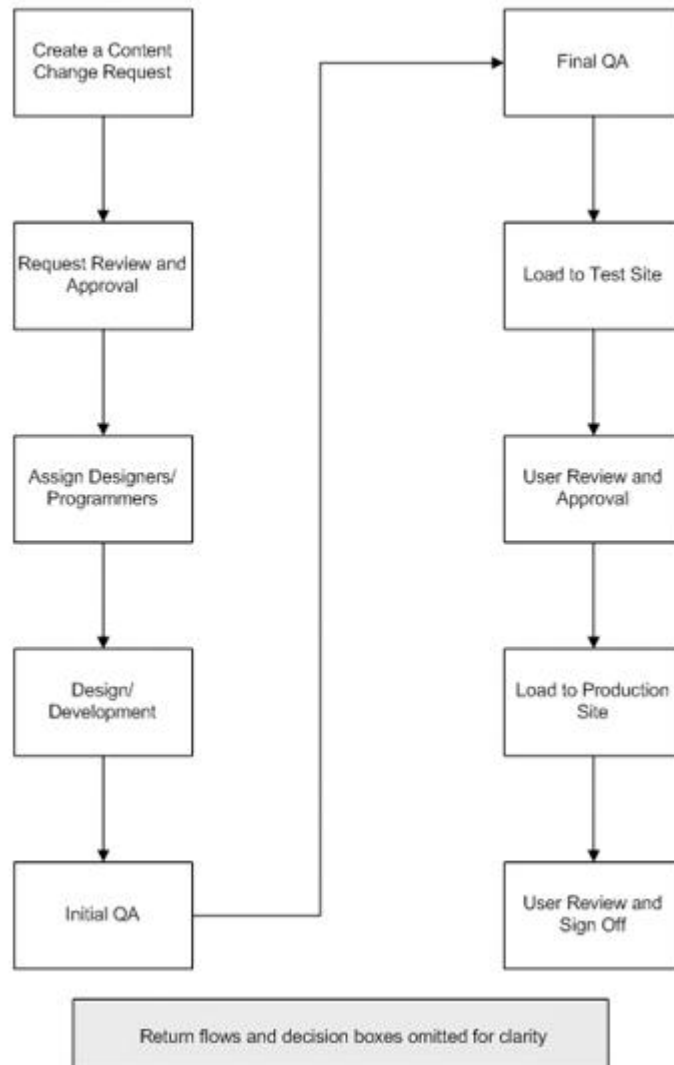 Create a Content
Change Request
Request Review and
Approval
Assign Designers/
Programmers
Design/
Development
Initial QA
Final QA
Load to Test Site
User Review and
Approval
Load to Production
Site
User Review and
Sign Off
Return flows and decision boxes omitted for clarity